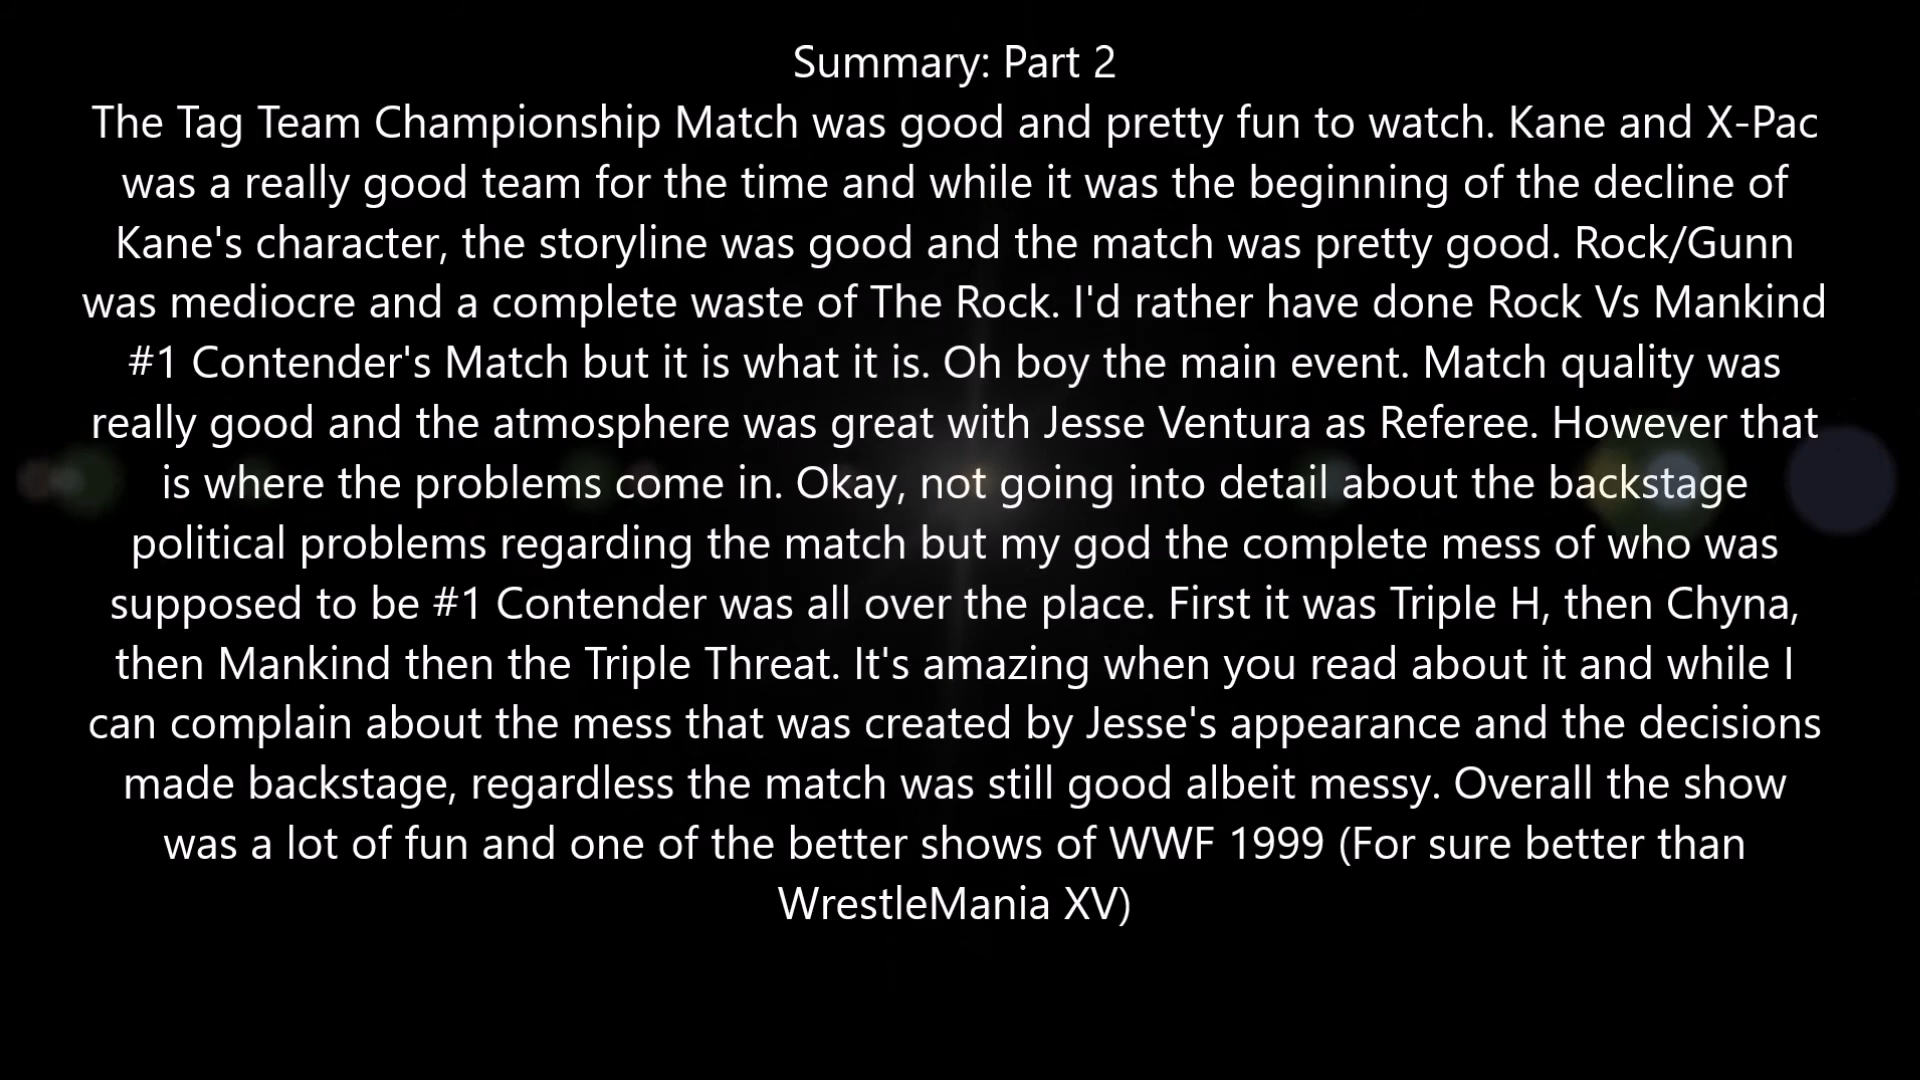 Summary: Part 2
The Tag Team Championship Match was good and pretty fun to watch. Kane and X-Pac
was a really good team for the time and while it was the beginning of the decline of
Kane's character, the storyline was good and the match was pretty good. Rock/Gunn
was mediocre and a complete waste of The Rock. I'd rather have done Rock Vs Mankind
#1 Contender's Match but it is what it is. Oh boy the main event. Match quality was
really good and the atmosphere was great with Jesse Ventura as Referee. However that
is where the problems come in. Okay, not going into detail about the backstage
political problems regarding the match but my god the complete mess of who was
supposed to be #1 Contender was all over the place. First it was Triple H, then Chyna,
then Mankind then the Triple Threat. It's amazing when you read about it and while I
can complain about the mess that was created by Jesse's appearance and the decisions
made backstage, regardless the match was still good albeit messy. Overall the show
was a lot of fun and one of the better shows of WWF 1999 (For sure better than
WrestleMania XV)